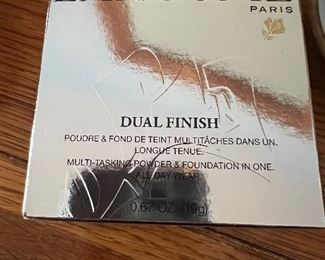 PARIS
DUAL FINISH
POUDRE & FOND DE TEINT MULTITÂCHES DANS UN.
LONGUE TENUE.
MULTI-TASKING POWDER & FOUNDATION IN ONE.
ALL DAY WEAR.
0.67 OZ. (19g)